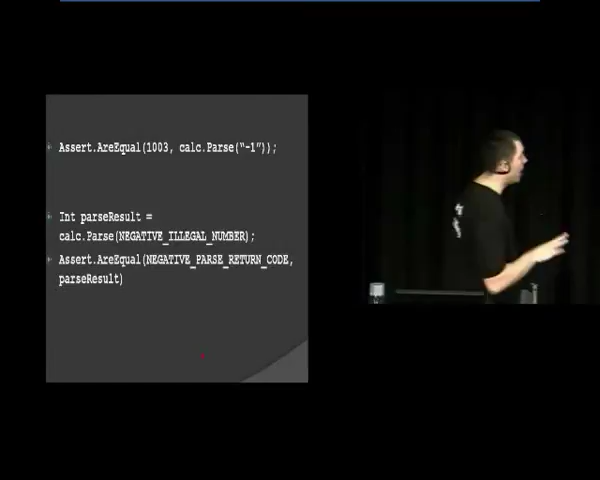 Assert.AreEqual(1003, calc.Parse(“-1”));
Int parseResult =
calc.Parse(NEGATIVE_ILLEGAL_NUMBER);
Assert.AreEqual(NEGATIVE_PARSE_RETURN_CODE,
parseResult)